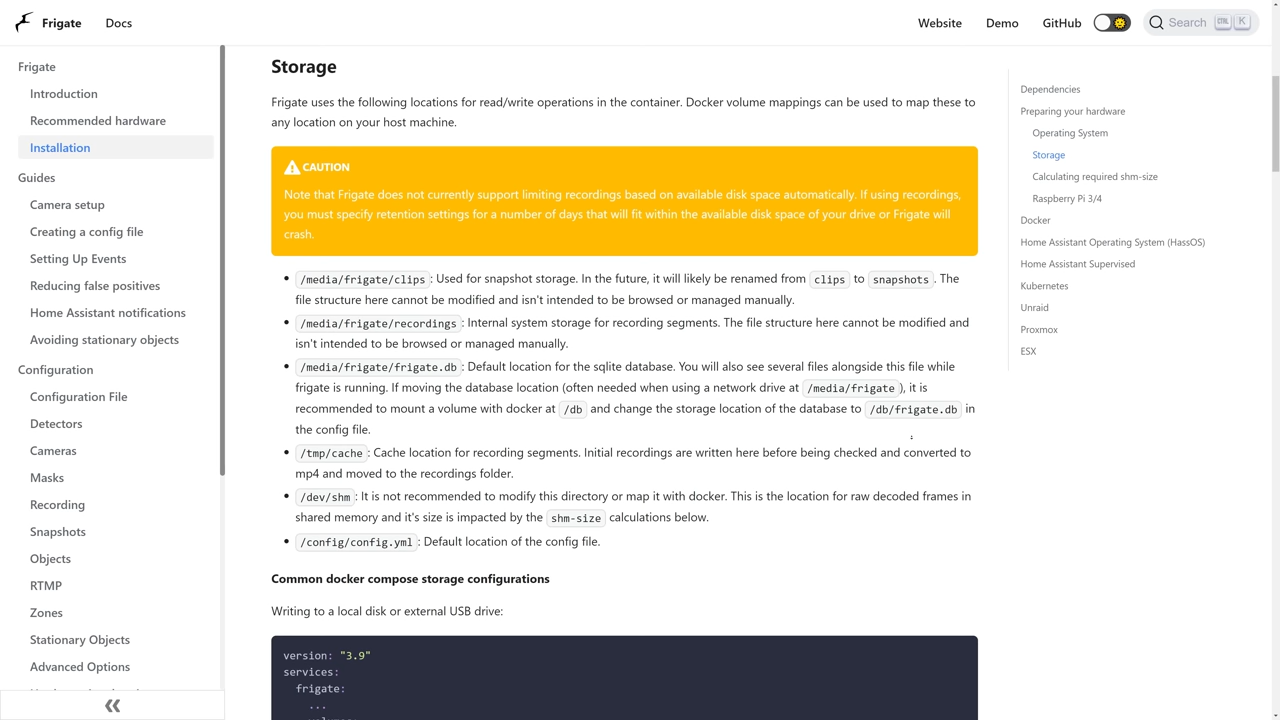 Frigate Docs Website Demo GitHub Search CTRL K
Frigate
Introduction
Recommended hardware
Installation
Guides
Camera setup
Creating a config file
Setting Up Events
Reducing false positives
Home Assistant notifications
Avoiding stationary objects
Configuration
Configuration File
Detectors
Cameras
Masks
Recording
Snapshots
Objects
RTMP
Zones
Stationary Objects
Advanced Options
Storage
Frigate uses the following locations for read/write operations in the container. Docker volume mappings can be used to map these to
any location on your host machine.
CAUTION
Note that Frigate does not currently support limiting recordings based on available disk space automatically. If using recordings,
you must specify retention settings for a number of days that will fit within the available disk space of your drive or Frigate will
crash.
• /media/frigate/clips: Used for snapshot storage. In the future, it will likely be renamed from clips to snapshots. The
file structure here cannot be modified and isn't intended to be browsed or managed manually.
• /media/frigate/recordings: Internal system storage for recording segments. The file structure here cannot be modified and
isn't intended to be browsed or managed manually.
• /media/frigate/frigate.db: Default location for the sqlite database. You will also see several files alongside this file while
frigate is running. If moving the database location (often needed when using a network drive at /media/frigate), it is
recommended to mount a volume with docker at /db and change the storage location of the database to /db/frigate.db in
the config file.
• /tmp/cache: Cache location for recording segments. Initial recordings are written here before being checked and converted to
mp4 and moved to the recordings folder.
• /dev/shm: It is not recommended to modify this directory or map it with docker. This is the location for raw decoded frames in
shared memory and it's size is impacted by the shm-size calculations below.
• /config/config.yml: Default location of the config file.
Common docker compose storage configurations
Writing to a local disk or external USB drive:
version: "3.9"
services:
frigate:
...
Dependencies
Preparing your hardware
Operating System
Storage
Calculating required shm-size
Raspberry Pi 3/4
Docker
Home Assistant Operating System (HassOS)
Home Assistant Supervised
Kubernetes
Unraid
Proxmox
ESX